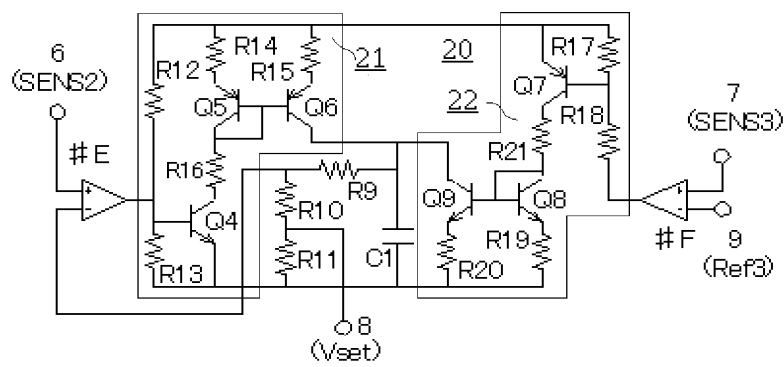 6
(SENS2)
R12
R14
R15
21
20
R17
Q5
Q6
Q7
22
R18
7
(SENS3)
♯E
R16
R9
R21
R10
Q9
Q8
Q4
R13
R11
C1
R19
R20
♯F
9
(Ref3)
8
(Vset)
+
-
+
-